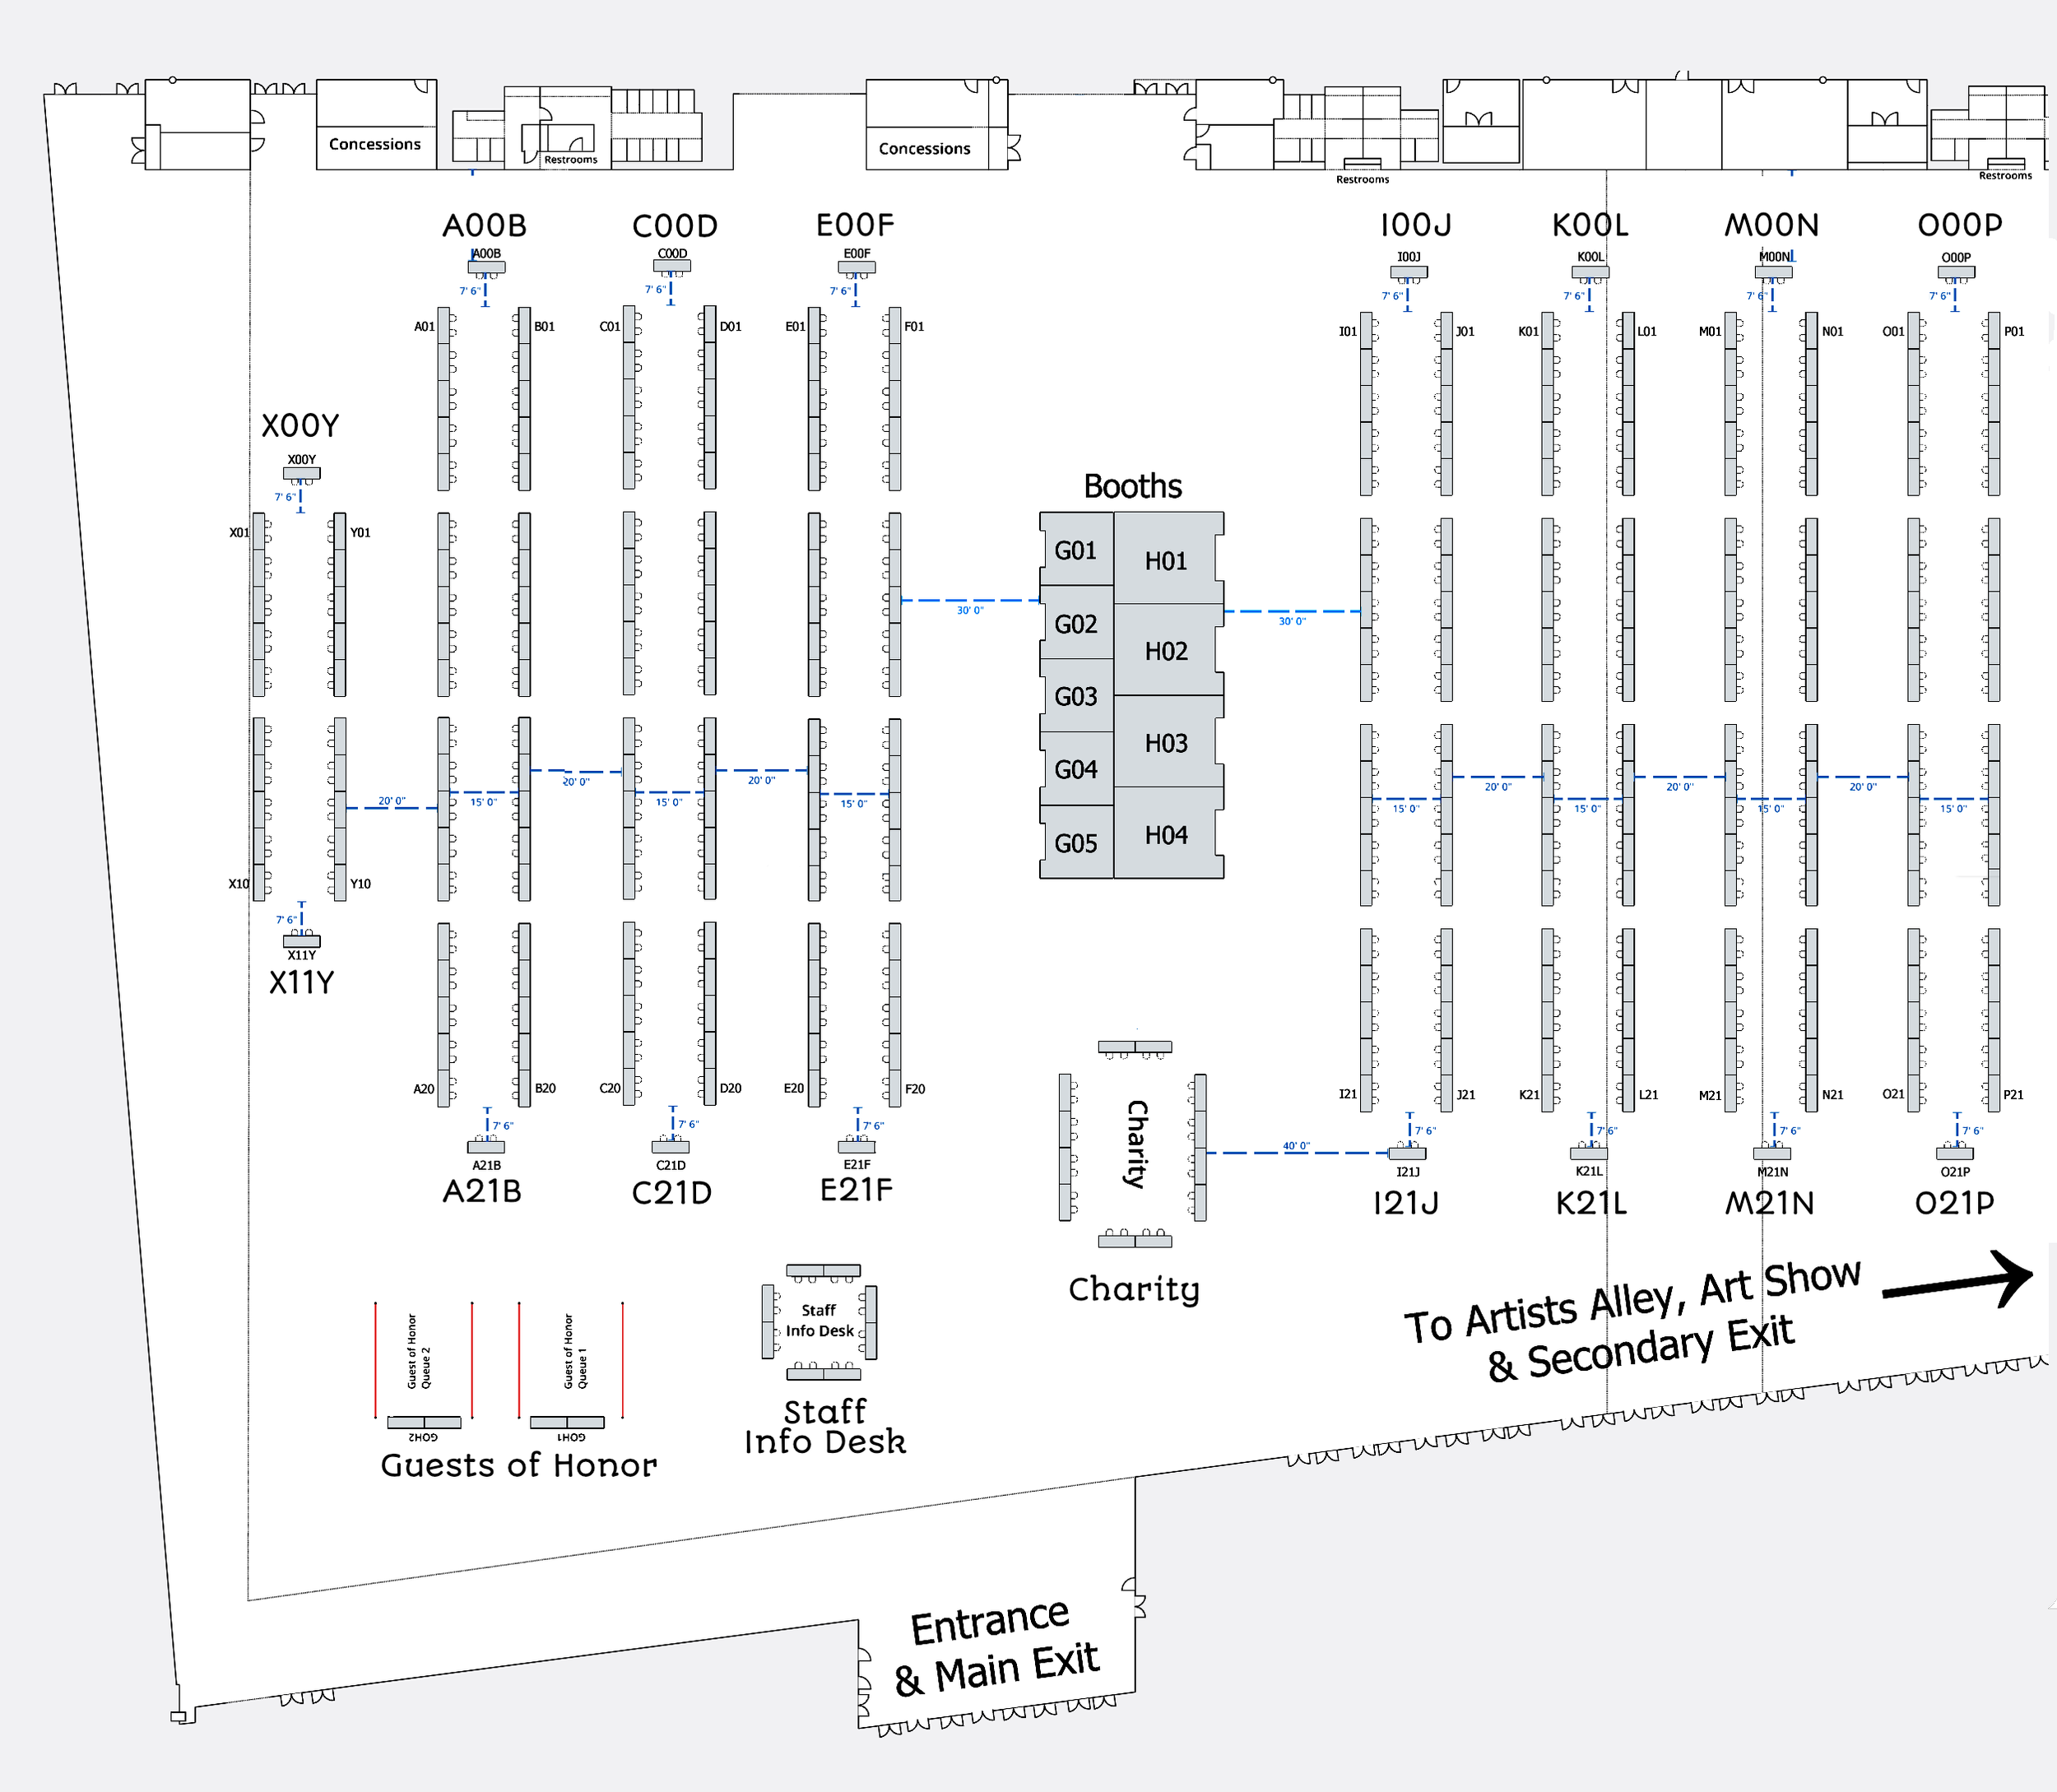 Concessions
Restrooms
Concessions
Restrooms
Restrooms
A00B
C00D
E00F
I00J
K00L
M00N
O00P
A00B
C00D
E00F
I00J
K00L
M00N
O00P
7' 6"
7' 6"
7' 6"
7' 6"
7' 6"
7' 6"
7' 6"
A01
B01
C01
D01
E01
F01
I01
J01
K01
L01
M01
N01
O01
P01
X00Y
X00Y
7' 6"
X01
Y01
Booths
G01
H01
G02
H02
G03
H03
G04
H04
G05
30' 0"
30' 0"
20' 0"
15' 0"
20' 0"
15' 0"
20' 0"
15' 0"
15' 0"
20' 0"
15' 0"
20' 0"
15' 0"
20' 0"
15' 0"
X10
Y10
7' 6"
X11Y
X11Y
A20
B20
C20
D20
E20
F20
I21
J21
K21
L21
M21
N21
O21
P21
7' 6"
7' 6"
7' 6"
7' 6"
7' 6"
7' 6"
7' 6"
A21B
C21D
E21F
I21J
K21L
M21N
O21P
A21B
C21D
E21F
I21J
K21L
M21N
O21P
Charity
40' 0"
Charity
To Artists Alley, Art Show
& Secondary Exit
Guest of Honor
Queue 2
Guest of Honor
Queue 1
GOH2
GOH1
Guests of Honor
Staff
Info Desk
Staff
Info Desk
Entrance
& Main Exit